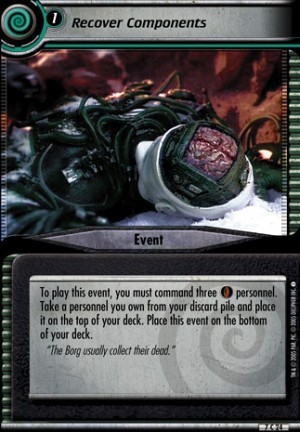 1 Recover Components
Event
To play this event, you must command three personnel.
Take a personnel you own from your discard pile and place
it on the top of your deck. Place this event on the bottom
of your deck.
"The Borg usually collect their dead."
7 C 24